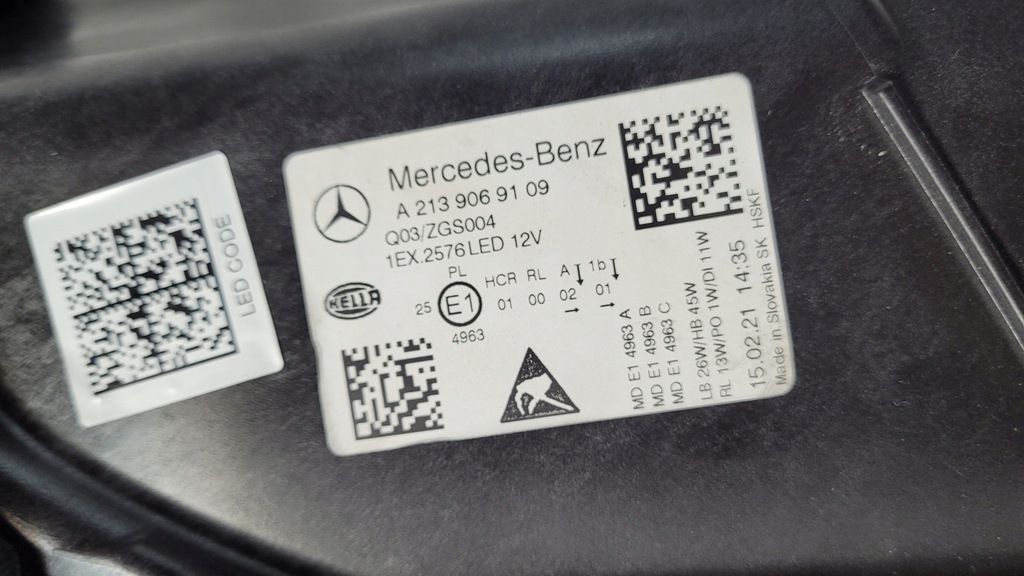 LED CODE
Mercedes-Benz
A 213 906 91 09
Q03/ZGS004
1EX.2576 LED 12V
HELLA
PL
HCR RL A 1b
25 E1 01 00 02 01
4963
MD E1 4963 A
MD E1 4963 B
MD E1 4963 C
LB 26W/HB 45W
RL 13W/PO 1W/DI 11W
15.02.21 14:35
Made in Slovakia SK HSKF